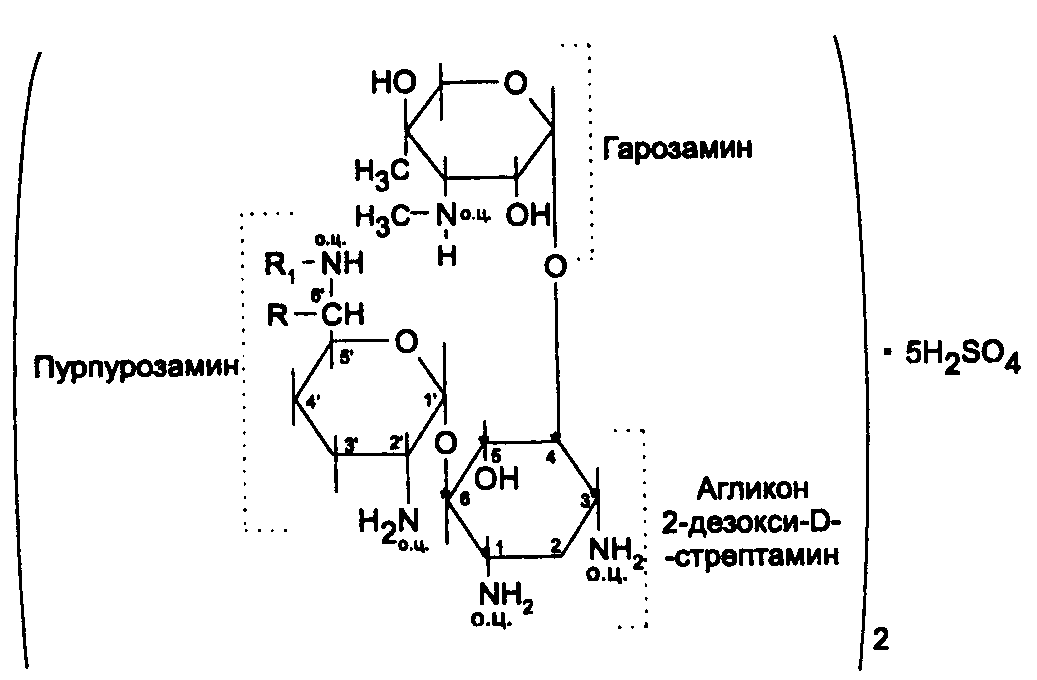 HO
O
Гарозамин
H3C
H3C–N о.ц. OH
H
O
о.ц.
R1–NH
6'
R–CH
O
5'
Пурпурозамин
4'
1'
3'
2'
O
5
4
OH
6
3
H2N
о.ц.
1
2
NH2
о.ц.
NH2
о.ц.
Агликон
2-дезокси-D-
-стрептамин
2
· 5H2SO4